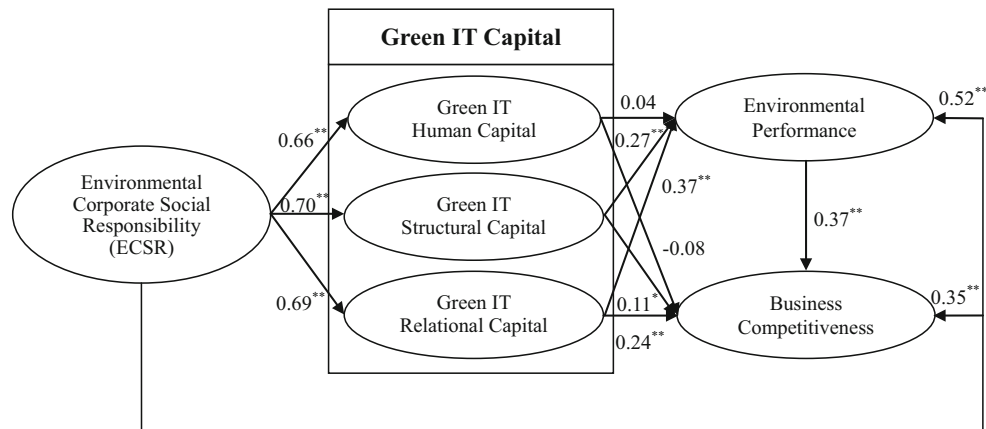 Green IT Capital
Environmental
Corporate Social
Responsibility
(ECSR)
0.66**
0.70**
0.69**
Green IT
Human Capital
Green IT
Structural Capital
Green IT
Relational Capital
0.04
0.27**
0.37**
-0.08
0.11*
0.24**
Environmental
Performance
0.52**
0.37**
Business
Competitiveness
0.35**